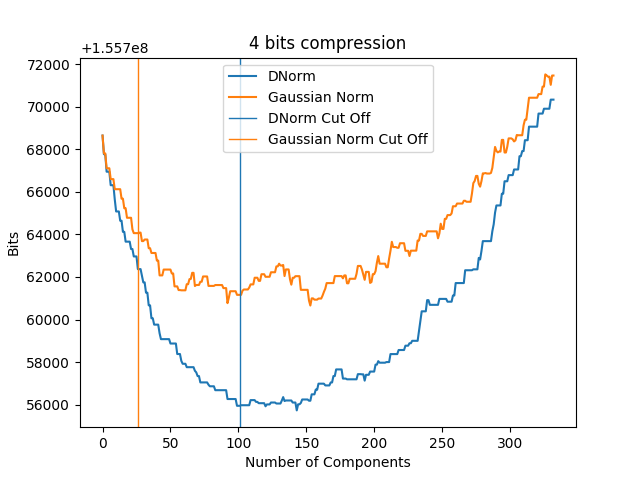 4 bits compression
+1.557e8
72000
70000
68000
66000
64000
62000
60000
58000
56000
Bits
DNorm
Gaussian Norm
DNorm Cut Off
Gaussian Norm Cut Off
0 50 100 150 200 250 300
Number of Components